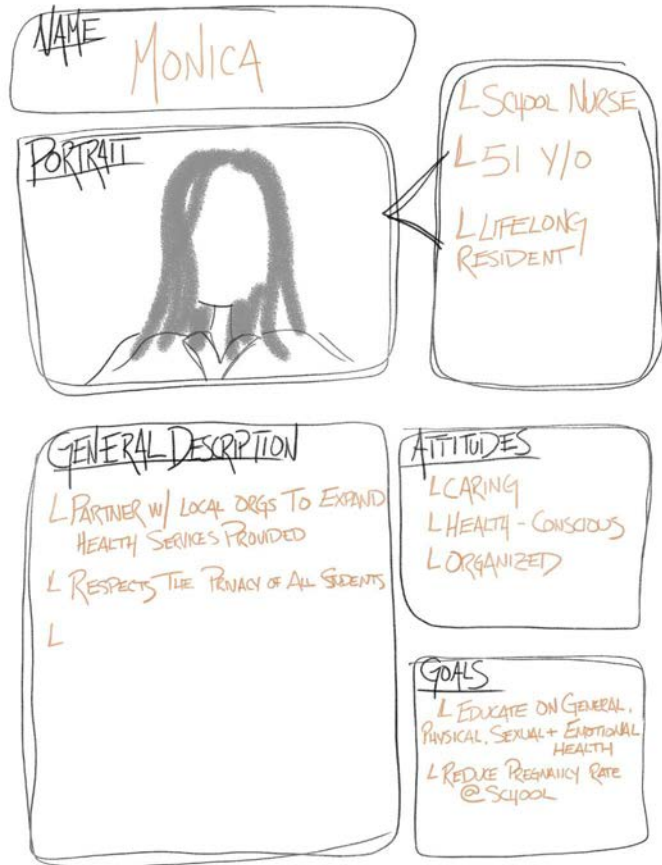 NAME
MONICA
PORTRAIT
L SCHOOL NURSE
L 51 Y/O
L LIFELONG
RESIDENT
GENERAL DESCRIPTION
L PARTNER W/ LOCAL ORGS TO EXPAND
HEALTH SERVICES PROVIDED
L RESPECTS THE PRIVACY OF ALL STUDENTS
L
ATTITUDES
L CARING
L HEALTH - CONSCIOUS
L ORGANIZED
GOALS
L EDUCATE ON GENERAL,
PHYSICAL, SEXUAL + EMOTIONAL
HEALTH
L REDUCE PREGNANCY RATE
@ SCHOOL